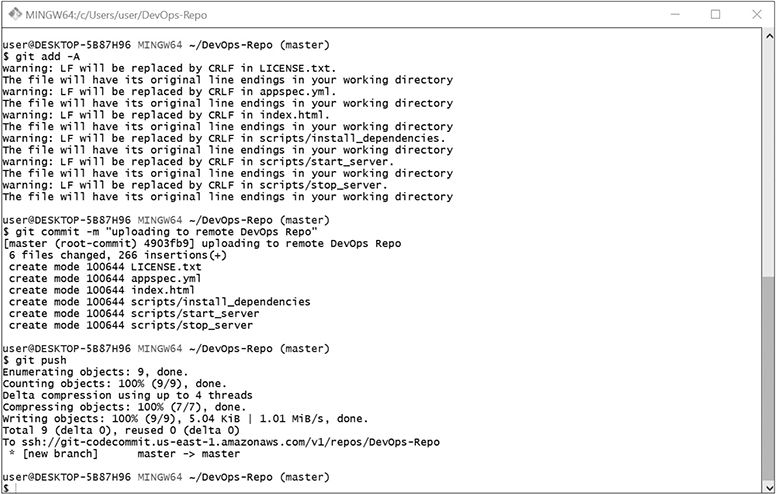 MINGW64:/c/Users/user/DevOps-Repo
user@DESKTOP-5B87H96 MINGW64 ~/DevOps-Repo (master)
$ git add -A
warning: LF will be replaced by CRLF in LICENSE.txt.
The file will have its original line endings in your working directory
warning: LF will be replaced by CRLF in appspec.yml.
The file will have its original line endings in your working directory
warning: LF will be replaced by CRLF in index.html.
The file will have its original line endings in your working directory
warning: LF will be replaced by CRLF in scripts/install_dependencies.
The file will have its original line endings in your working directory
warning: LF will be replaced by CRLF in scripts/start_server.
The file will have its original line endings in your working directory
warning: LF will be replaced by CRLF in scripts/stop_server.
The file will have its original line endings in your working directory
user@DESKTOP-5B87H96 MINGW64 ~/DevOps-Repo (master)
$ git commit -m "uploading to remote DevOps Repo"
[master (root-commit) 4903fb9] uploading to remote DevOps Repo
6 files changed, 266 insertions(+)
create mode 100644 LICENSE.txt
create mode 100644 appspec.yml
create mode 100644 index.html
create mode 100644 scripts/install_dependencies
create mode 100644 scripts/start_server
create mode 100644 scripts/stop_server
user@DESKTOP-5B87H96 MINGW64 ~/DevOps-Repo (master)
$ git push
Enumerating objects: 9, done.
Counting objects: 100% (9/9), done.
Delta compression using up to 4 threads
Compressing objects: 100% (7/7), done.
Writing objects: 100% (9/9), 5.04 KiB | 1.01 MiB/s, done.
Total 9 (delta 0), reused 0 (delta 0)
To ssh://git-codecommit.us-east-1.amazonaws.com/v1/repos/DevOps-Repo
* [new branch]      master -> master
user@DESKTOP-5B87H96 MINGW64 ~/DevOps-Repo (master)
$